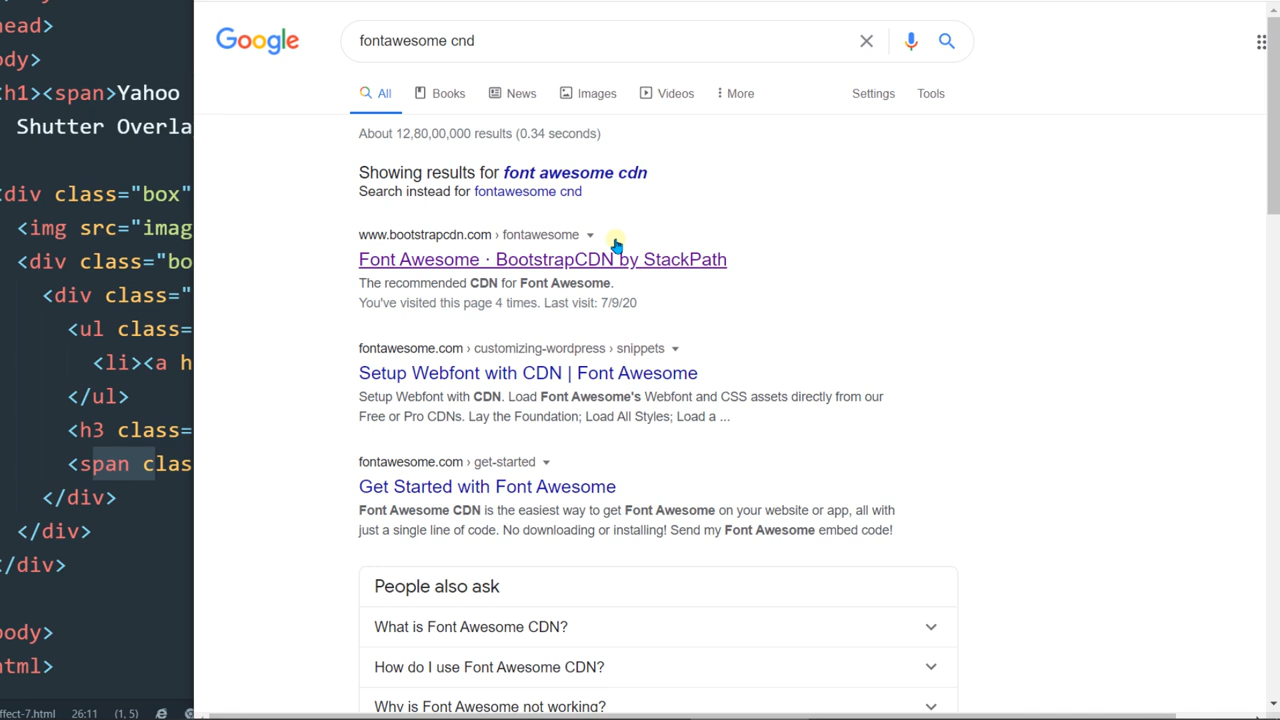 ead>
dy>
h1><span>Yahoo
Shutter Overla
div class="box"
<img src="imag
<div class="bo
<div class="
<ul class=
<li><a h
</ul>
<h3 class=
<span clas
</div>
</div>
</div>
ody>
tml>
ffect-7.html 26:11 (1, 5)
Google
fontawesome cnd
All Books News Images Videos More Settings Tools
About 12,80,00,000 results (0.34 seconds)
Showing results for font awesome cdn
Search instead for fontawesome cnd
www.bootstrapcdn.com › fontawesome
Font Awesome · BootstrapCDN by StackPath
The recommended CDN for Font Awesome.
You've visited this page 4 times. Last visit: 7/9/20
fontawesome.com › customizing-wordpress › snippets
Setup Webfont with CDN | Font Awesome
Setup Webfont with CDN. Load Font Awesome's Webfont and CSS assets directly from our
Free or Pro CDNs. Lay the Foundation; Load All Styles; Load a ...
fontawesome.com › get-started
Get Started with Font Awesome
Font Awesome CDN is the easiest way to get Font Awesome on your website or app, all with
just a single line of code. No downloading or installing! Send my Font Awesome embed code!
People also ask
What is Font Awesome CDN?
How do I use Font Awesome CDN?
Why is Font Awesome not working?